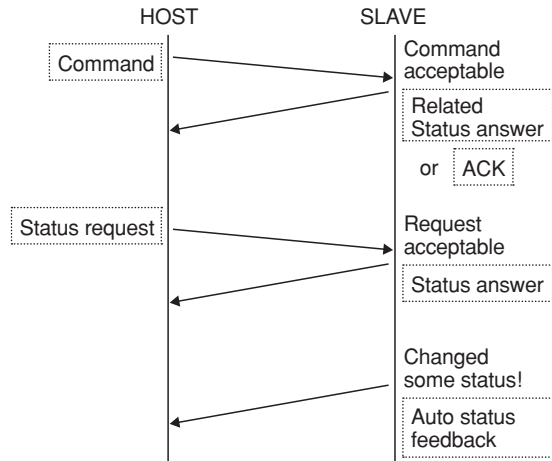 HOST SLAVE
Command
Command
acceptable
Related
Status answer
or ACK
Status request
Request
acceptable
Status answer
Changed
some status!
Auto status
feedback